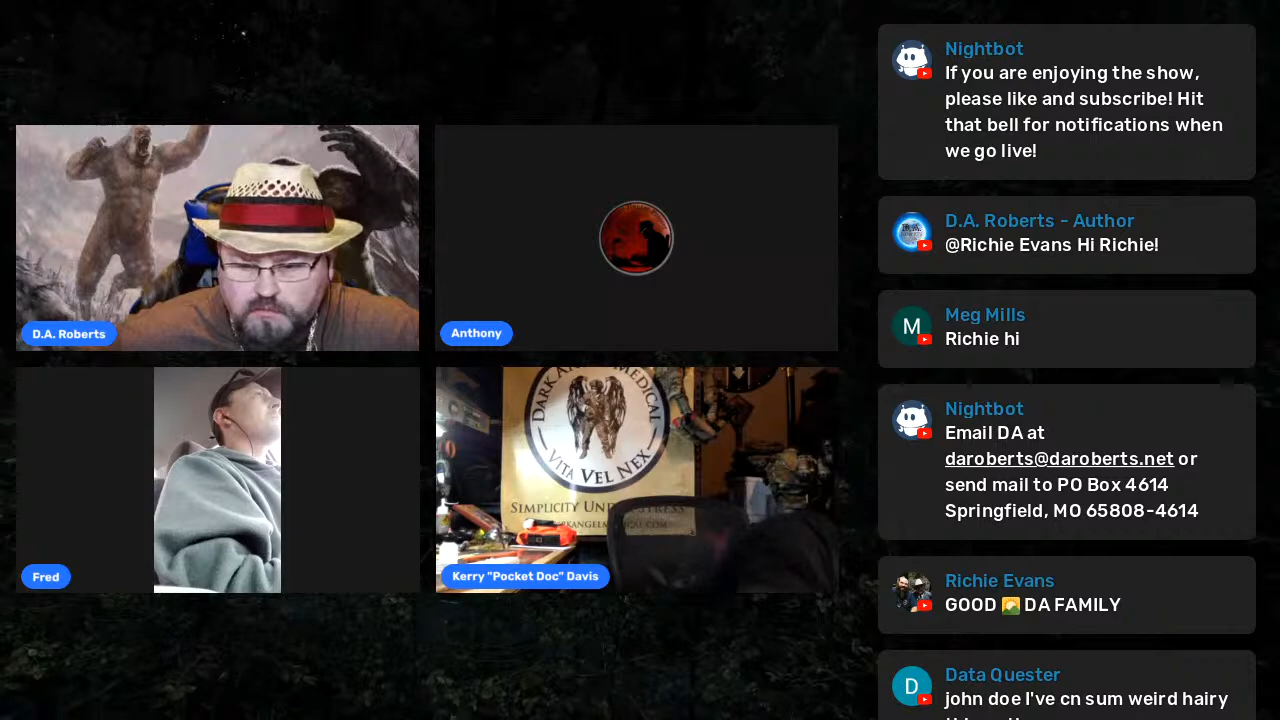 D.A. Roberts
Anthony
Fred
DARK ANGEL MEDICAL
VITA VEL NEX
SIMPLICITY UNDER STRESS
Kerry "Pocket Doc" Davis
Nightbot
If you are enjoying the show,
please like and subscribe! Hit
that bell for notifications when
we go live!
D.A. Roberts - Author
@Richie Evans Hi Richie!
M
Meg Mills
Richie hi
Nightbot
Email DA at
daroberts@daroberts.net or
send mail to PO Box 4614
Springfield, MO 65808-4614
Richie Evans
GOOD 🌄 DA FAMILY
D
Data Quester
john doe I've cn sum weird hairy